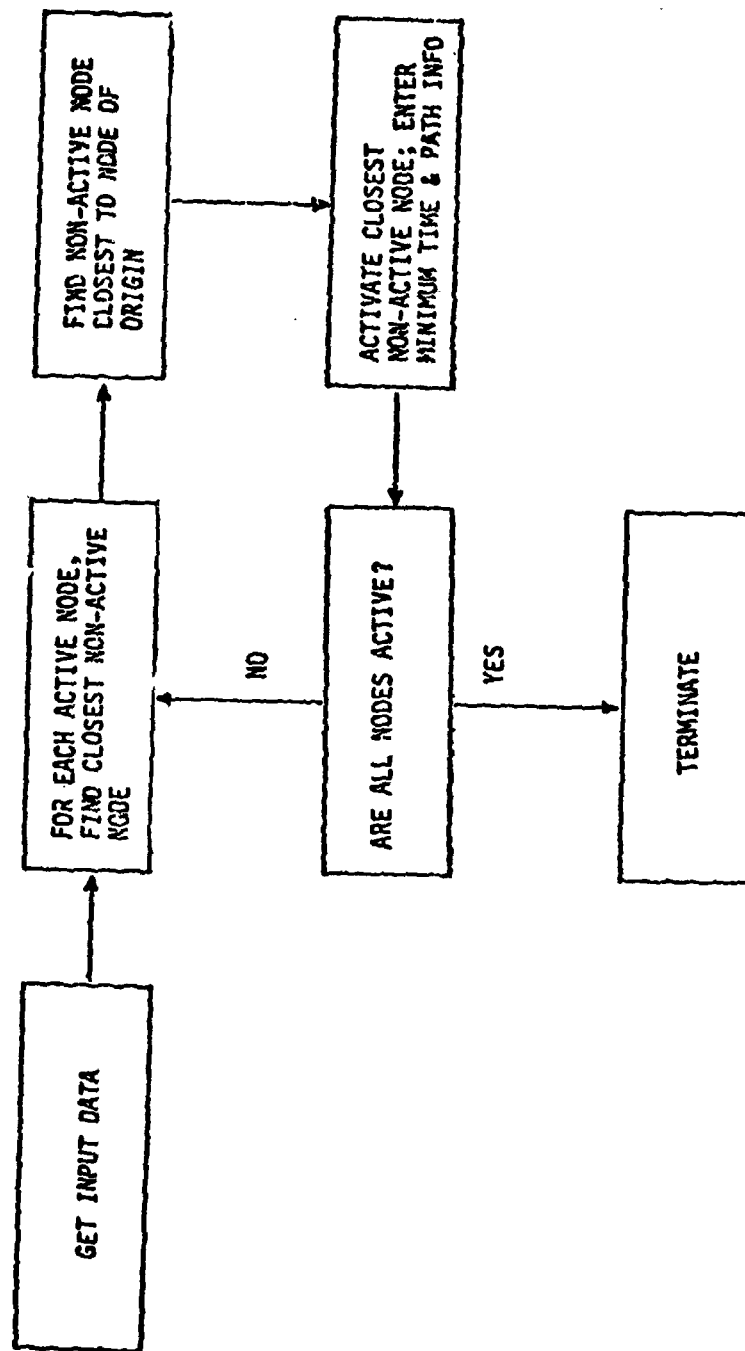 GET INPUT DATA
FOR EACH ACTIVE NODE,
FIND CLOSEST NON-ACTIVE
NODE
FIND NON-ACTIVE NODE
CLOSEST TO NODE OF
ORIGIN
ACTIVATE CLOSEST
NON-ACTIVE NODE; ENTER
MINIMUM TIME & PATH INFO
ARE ALL NODES ACTIVE?
NO
YES
TERMINATE